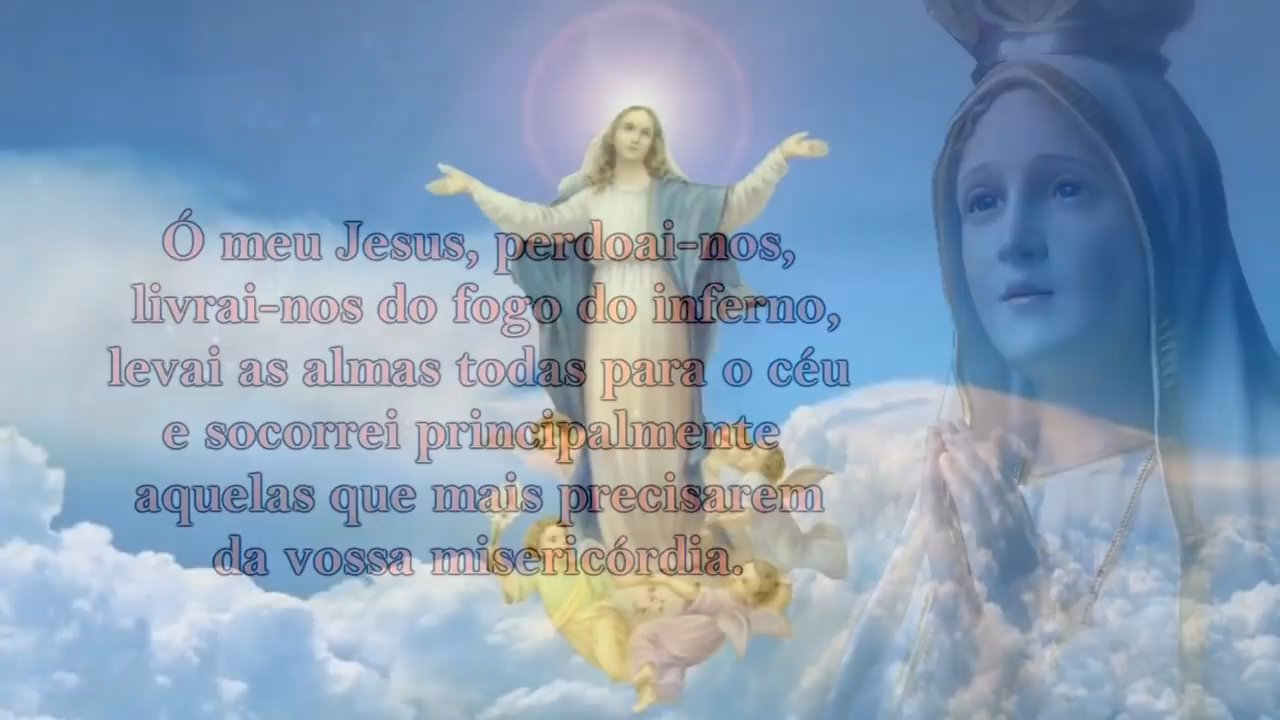 Ó meu Jesus, perdoai-nos,
livrai-nos do fogo do inferno,
levai as almas todas para o céu
e socorrei principalmente
aquelas que mais precisarem
da vossa misericórdia.